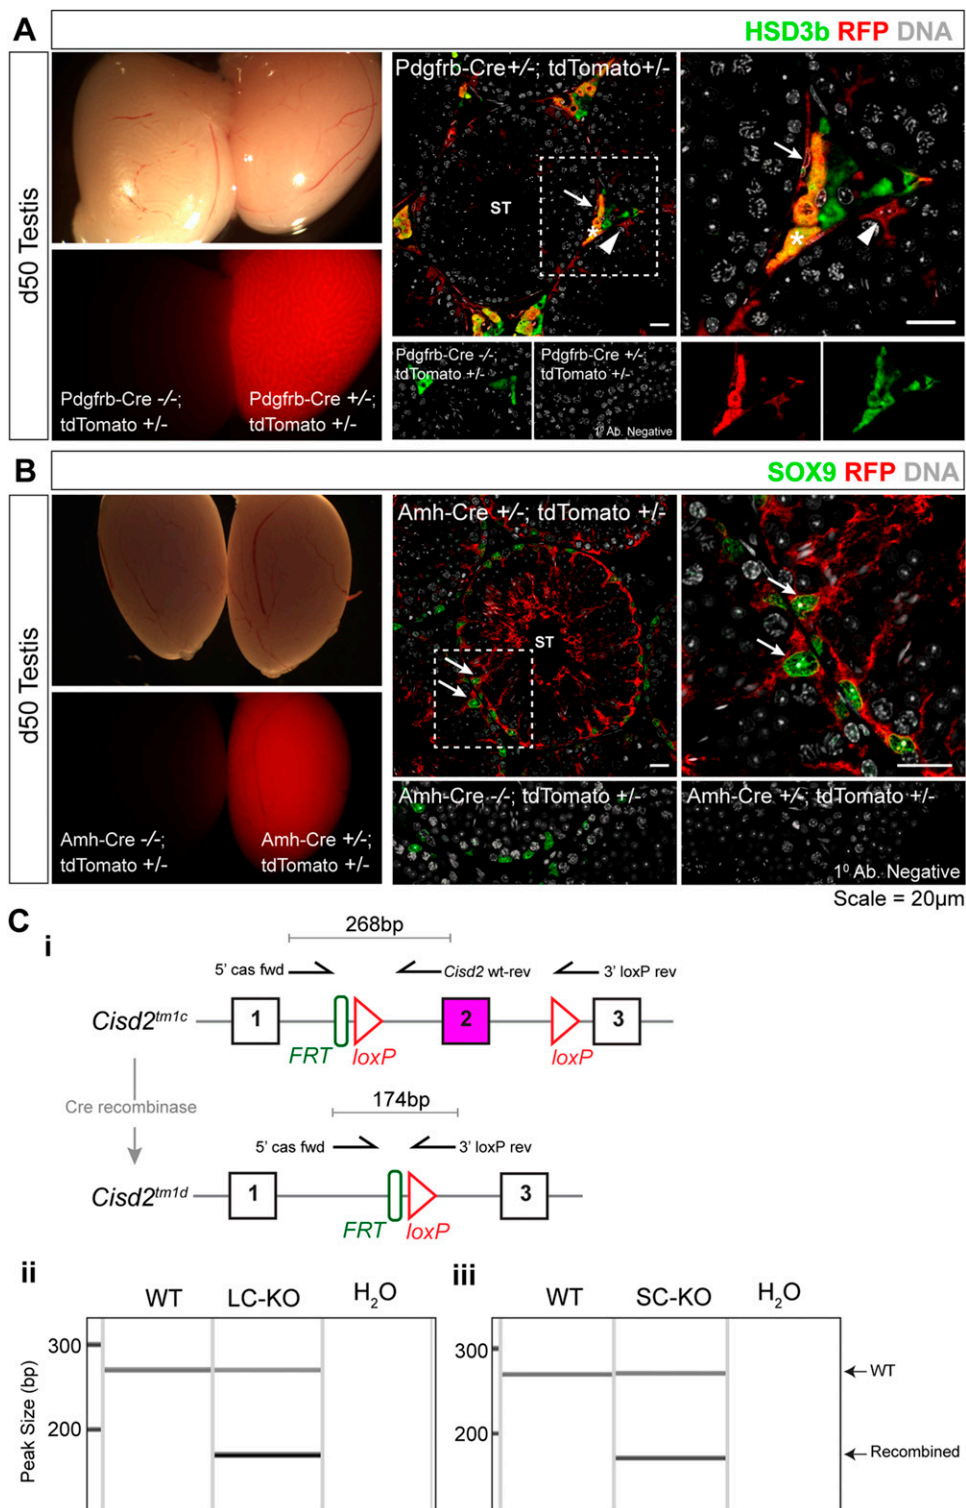 A
HSD3b RFP DNA
d50 Testis
Pdgfrb-Cre -/-;
tdTomato +/-
Pdgfrb-Cre +/-;
tdTomato +/-
Pdgfrb-Cre+/-; tdTomato+/-
ST
*
*
Pdgfrb-Cre -/-;
tdTomato +/-
Pdgfrb-Cre +/-;
tdTomato +/-
1⁰ Ab. Negative
B
SOX9 RFP DNA
d50 Testis
Amh-Cre -/-;
tdTomato +/-
Amh-Cre +/-;
tdTomato +/-
Amh-Cre +/-; tdTomato +/-
ST
Amh-Cre -/-; tdTomato +/-
Amh-Cre +/-; tdTomato +/-
1⁰ Ab. Negative
Scale = 20µm
C
i
268bp
5' cas fwd
Cisd2 wt-rev
3' loxP rev
Cisd2tm1c
1
2
3
FRT
loxP
loxP
Cre recombinase
174bp
5' cas fwd
3' loxP rev
Cisd2tm1d
1
3
FRT
loxP
ii
WT
LC-KO
H₂O
Peak Size (bp)
300
200
iii
WT
SC-KO
H₂O
300
200
WT
Recombined